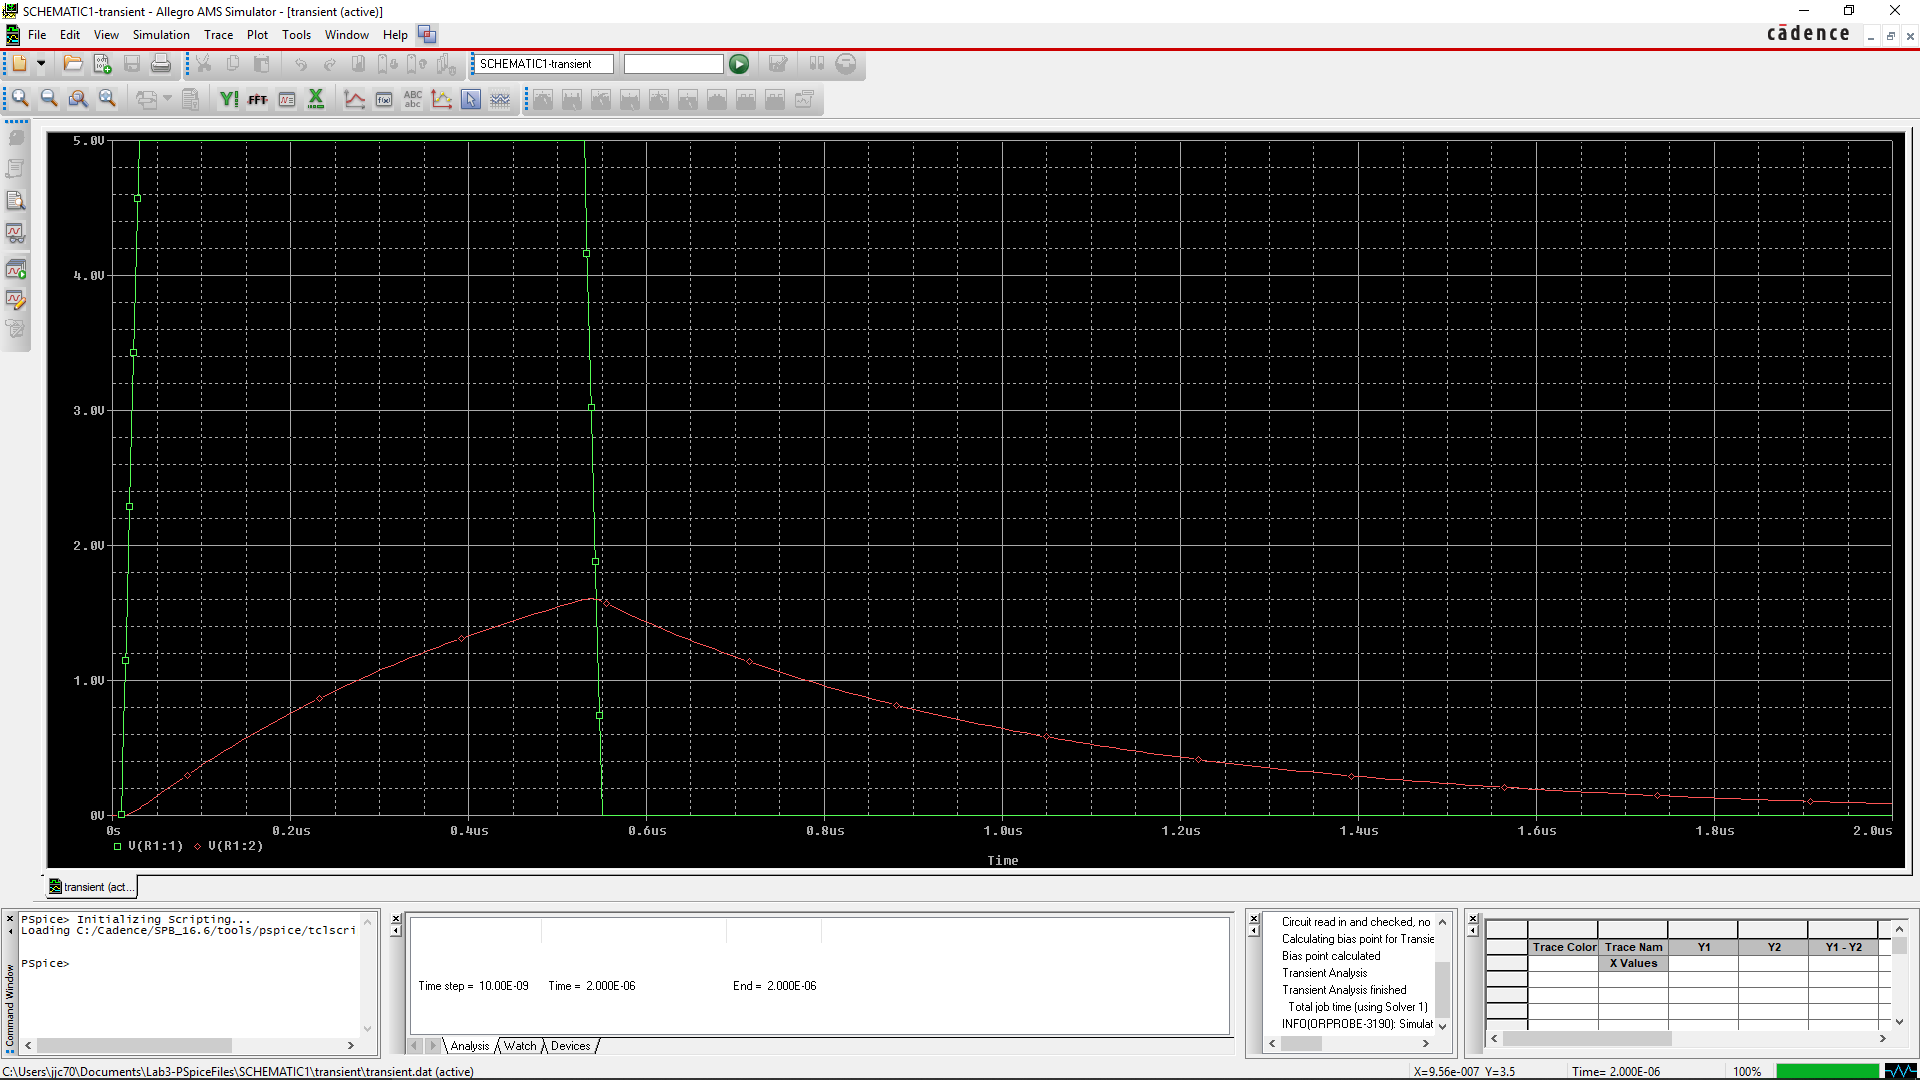 SCHEMATIC1-transient - Allegro AMS Simulator - [transient (active)]
File Edit View Simulation Trace Plot Tools Window Help
cādence
SCHEMATIC1-transient
FFT
ABC
abc
5.0V
4.0V
3.0V
2.0V
1.0V
0V
0s 0.2us 0.4us 0.6us 0.8us 1.0us 1.2us 1.4us 1.6us 1.8us 2.0us
V(R1:1) V(R1:2)
Time
transient (act...
Command Window
PSpice> Initializing Scripting...
Loading C:/Cadence/SPB_16.6/tools/pspice/tclscri
PSpice>
Time step = 10.00E-09 Time = 2.000E-06 End = 2.000E-06
Analysis Watch Devices
Circuit read in and checked, no
Calculating bias point for Transie
Bias point calculated
Transient Analysis
Transient Analysis finished
Total job time (using Solver 1)
INFO(ORPROBE-3190): Simulat
Trace Color Trace Nam Y1 Y2 Y1 - Y2
X Values
C:\Users\jjc70\Documents\Lab3-PSpiceFiles\SCHEMATIC1\transient\transient.dat (active)
X=9.56e-007 Y=3.5 Time= 2.000E-06 100%